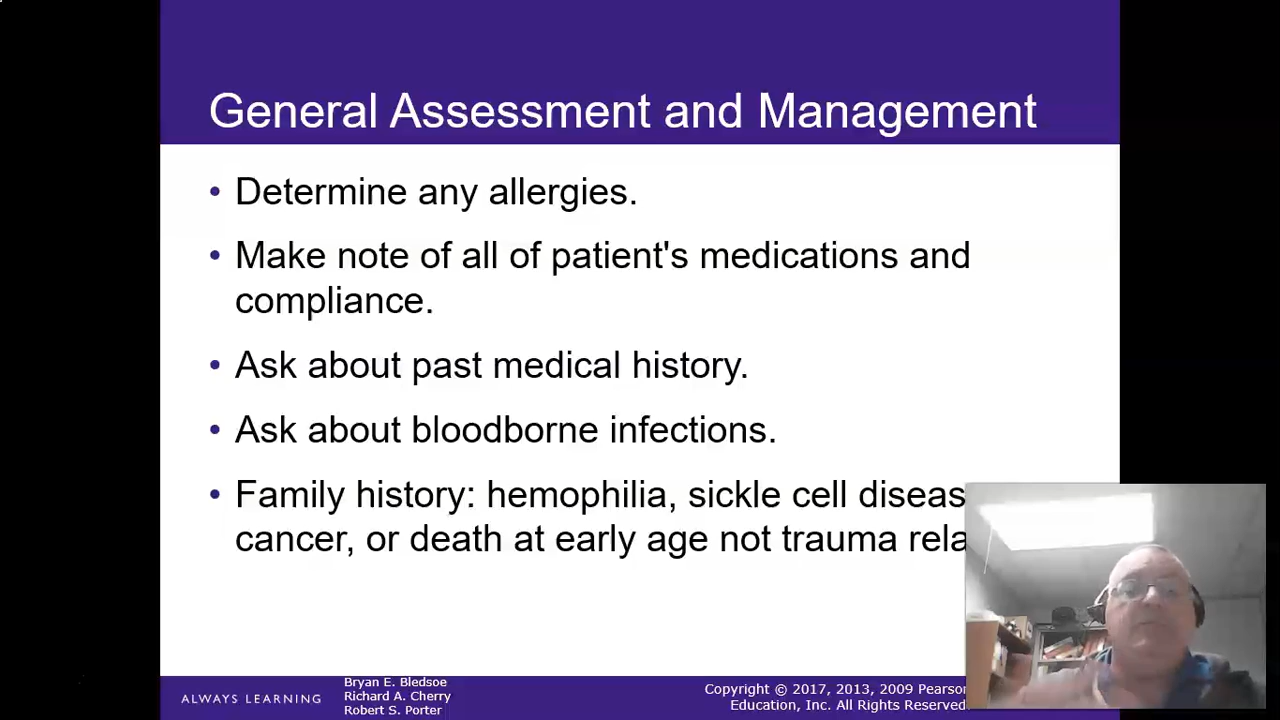 General Assessment and Management
• Determine any allergies.
• Make note of all of patient's medications and
compliance.
• Ask about past medical history.
• Ask about bloodborne infections.
• Family history: hemophilia, sickle cell diseas
cancer, or death at early age not trauma rela
ALWAYS LEARNING
Bryan E. Bledsoe
Richard A. Cherry
Robert S. Porter
Copyright © 2017, 2013, 2009 Pearson
Education, Inc. All Rights Reserved.